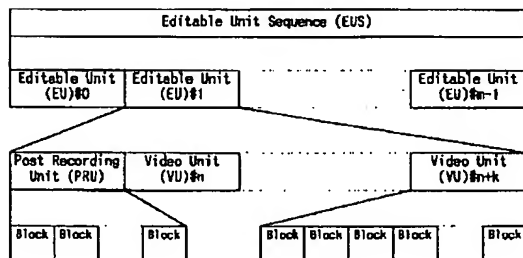 Editable Unit Sequence (EUS)
Editable Unit Editable Unit Editable Unit
(EU)#0 (EU)#1 (EU)#m-1
Post Recording Video Unit Video Unit
Unit (PRU) (VU)#n (VU)#n+k
Block Block Block Block Block Block Block Block